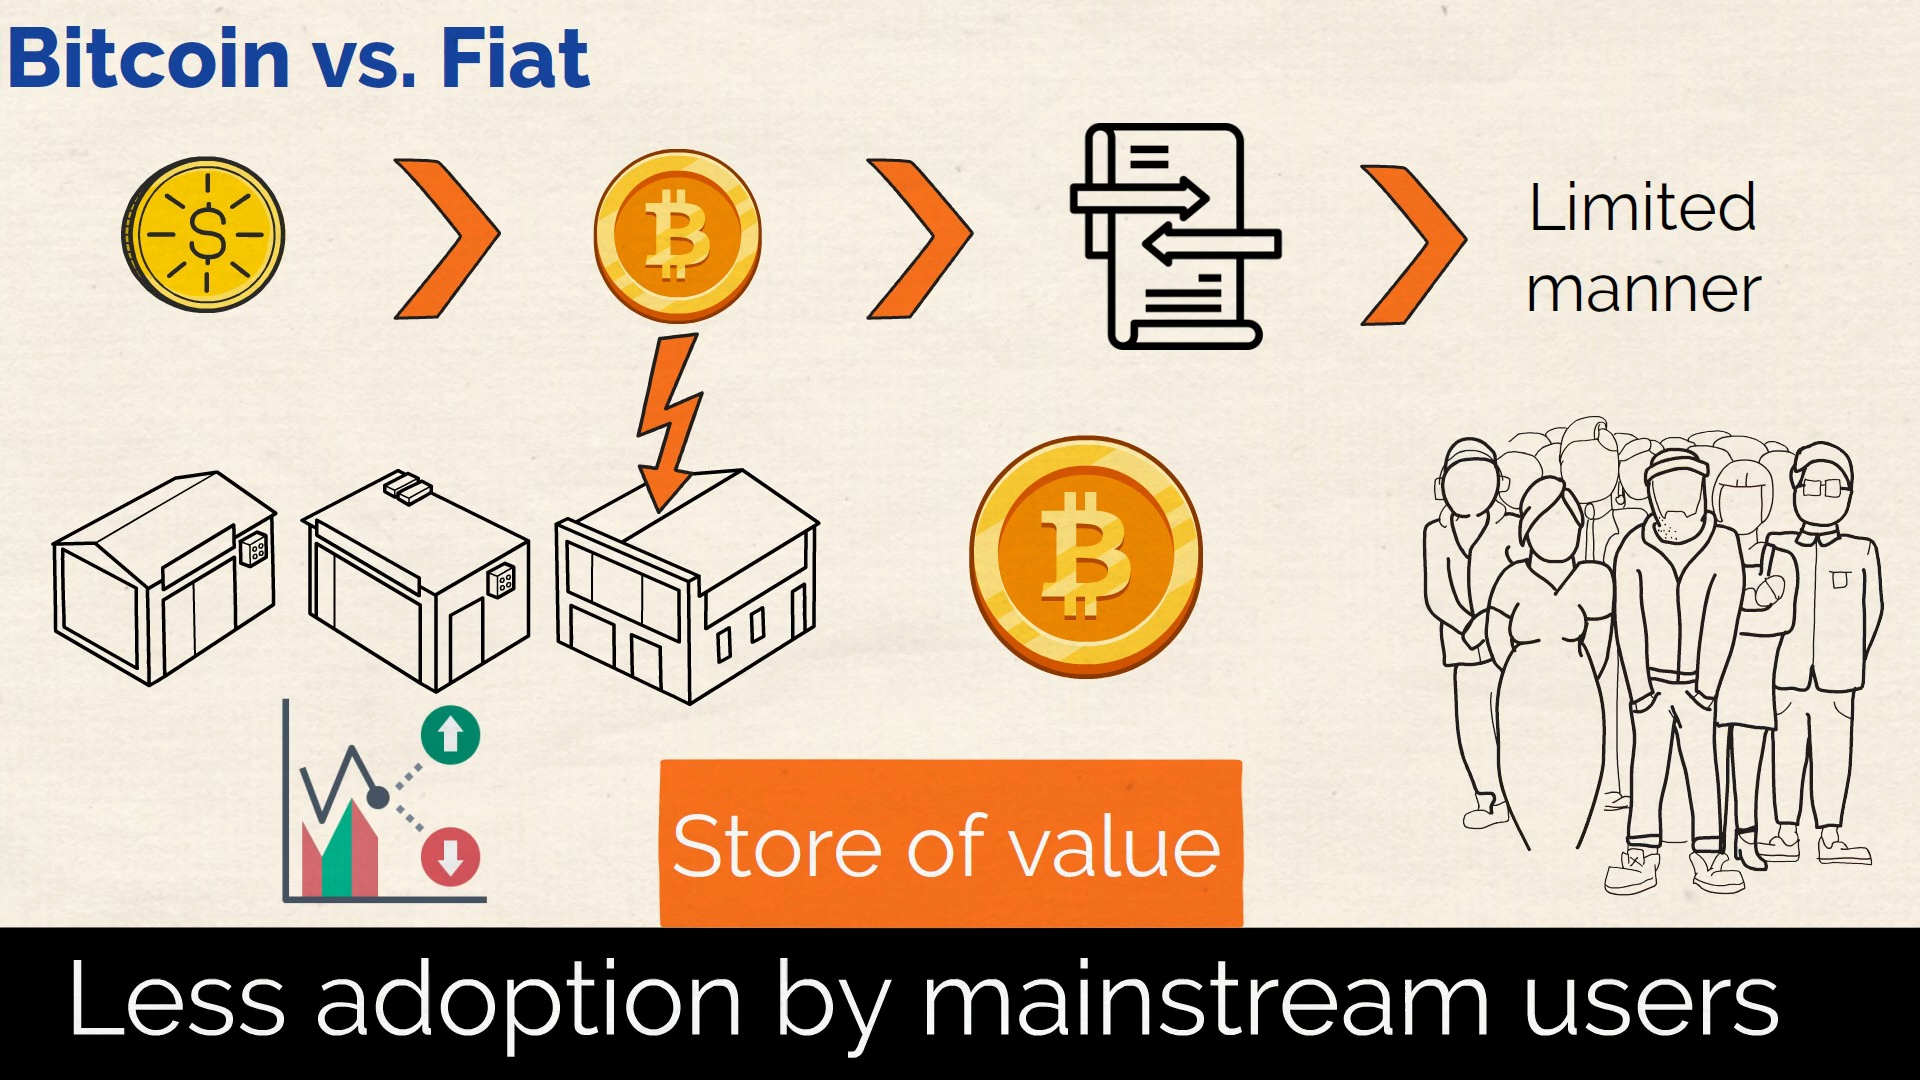 Bitcoin vs. Fiat
Limited
manner
Store of value
Less adoption by mainstream users